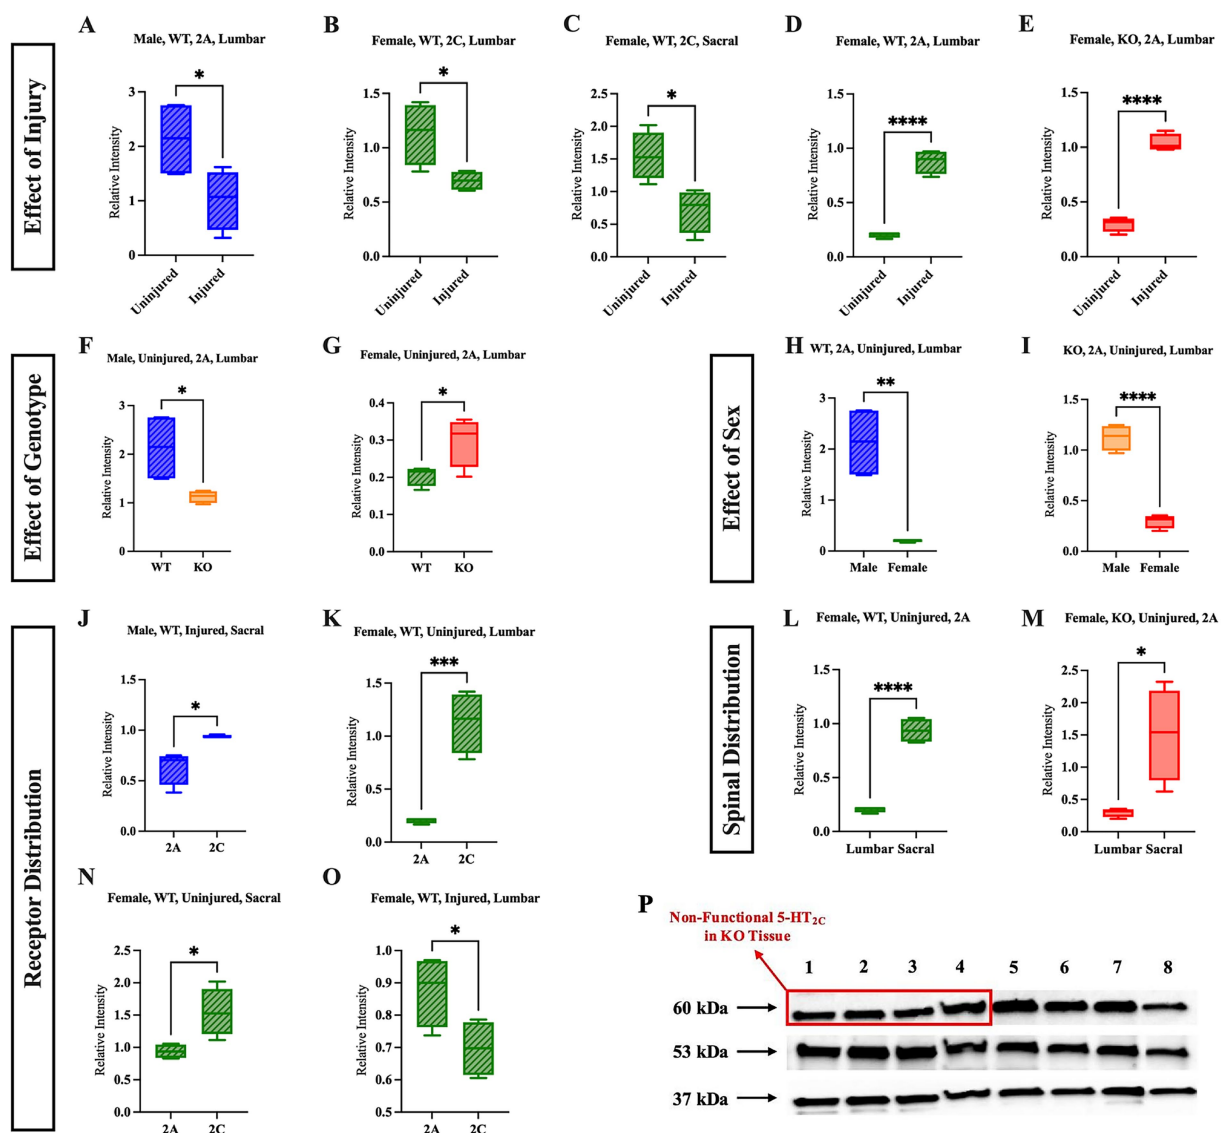 Effect of Injury
A
Male, WT, 2A, Lumbar
*
Relative Intensity
3
2
1
0
Uninjured
Injured
B
Female, WT, 2C, Lumbar
*
Relative Intensity
1.5
1.0
0.5
0.0
Uninjured
Injured
C
Female, WT, 2C, Sacral
*
Relative Intensity
2.5
2.0
1.5
1.0
0.5
0.0
Uninjured
Injured
D
Female, WT, 2A, Lumbar
****
Relative Intensity
1.5
1.0
0.5
0.0
Uninjured
Injured
E
Female, KO, 2A, Lumbar
****
Relative Intensity
1.5
1.0
0.5
0.0
Uninjured
Injured
Effect of Genotype
F
Male, Uninjured, 2A, Lumbar
*
Relative Intensity
3
2
1
0
WT KO
G
Female, Uninjured, 2A, Lumbar
*
Relative Intensity
0.4
0.3
0.2
0.1
0.0
WT KO
Effect of Sex
H
WT, 2A, Uninjured, Lumbar
**
Relative Intensity
3
2
1
0
Male Female
I
KO, 2A, Uninjured, Lumbar
****
Relative Intensity
1.5
1.0
0.5
0.0
Male Female
Receptor Distribution
J
Male, WT, Injured, Sacral
*
Relative Intensity
1.5
1.0
0.5
0.0
2A 2C
K
Female, WT, Uninjured, Lumbar
***
Relative Intensity
1.5
1.0
0.5
0.0
2A 2C
Spinal Distribution
L
Female, WT, Uninjured, 2A
****
Relative Intensity
1.5
1.0
0.5
0.0
Lumbar Sacral
M
Female, KO, Uninjured, 2A
*
Relative Intensity
2.5
2.0
1.5
1.0
0.5
0.0
Lumbar Sacral
N
Female, WT, Uninjured, Sacral
*
Relative Intensity
2.5
2.0
1.5
1.0
0.5
0.0
2A 2C
O
Female, WT, Injured, Lumbar
*
Relative Intensity
1.0
0.9
0.8
0.7
0.6
0.5
2A 2C
P
Non-Functional 5-HT2C
in KO Tissue
1 2 3 4 5 6 7 8
60 kDa
53 kDa
37 kDa